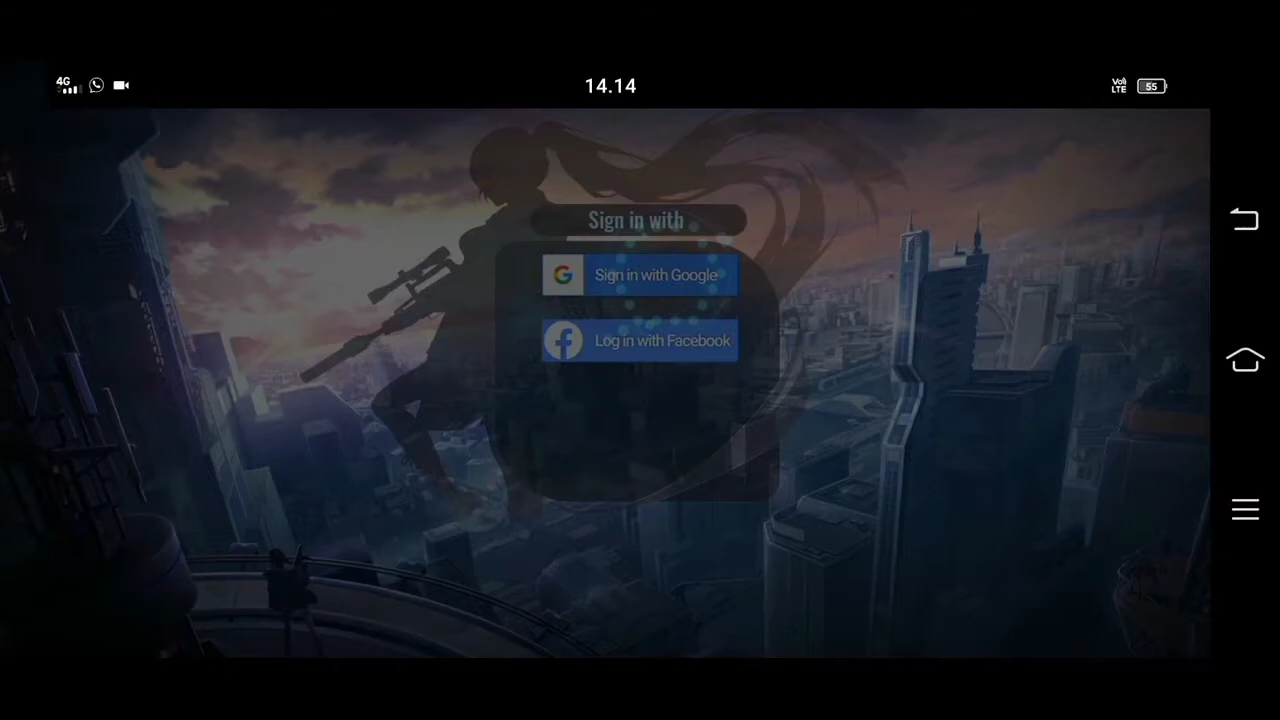 4G
14.14
Vo)) LTE
55
Sign in with
Sign in with Google
Log in with Facebook